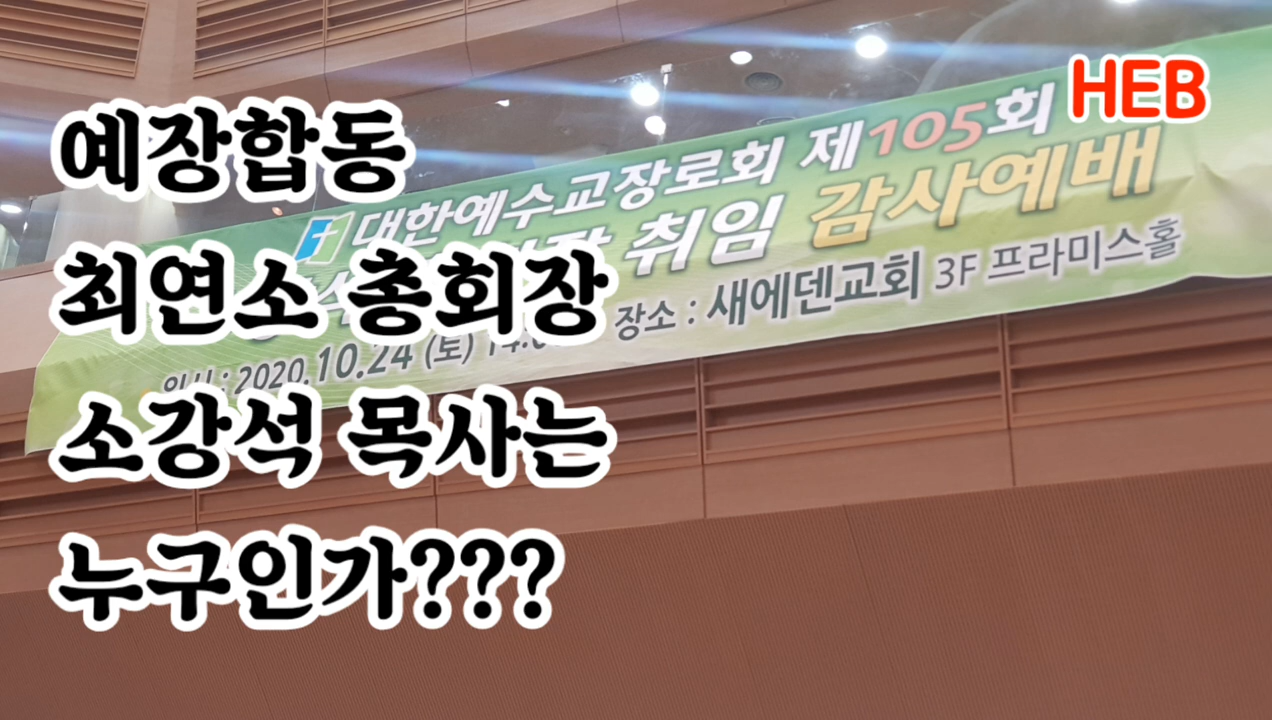 HEB
예장합동
최연소 총회장
소강석 목사는
누구인가???
대한예수교장로회 제105회
취임 감사예배
2020.10.24 (토) 장소 : 새에덴교회 3F 프라미스홀